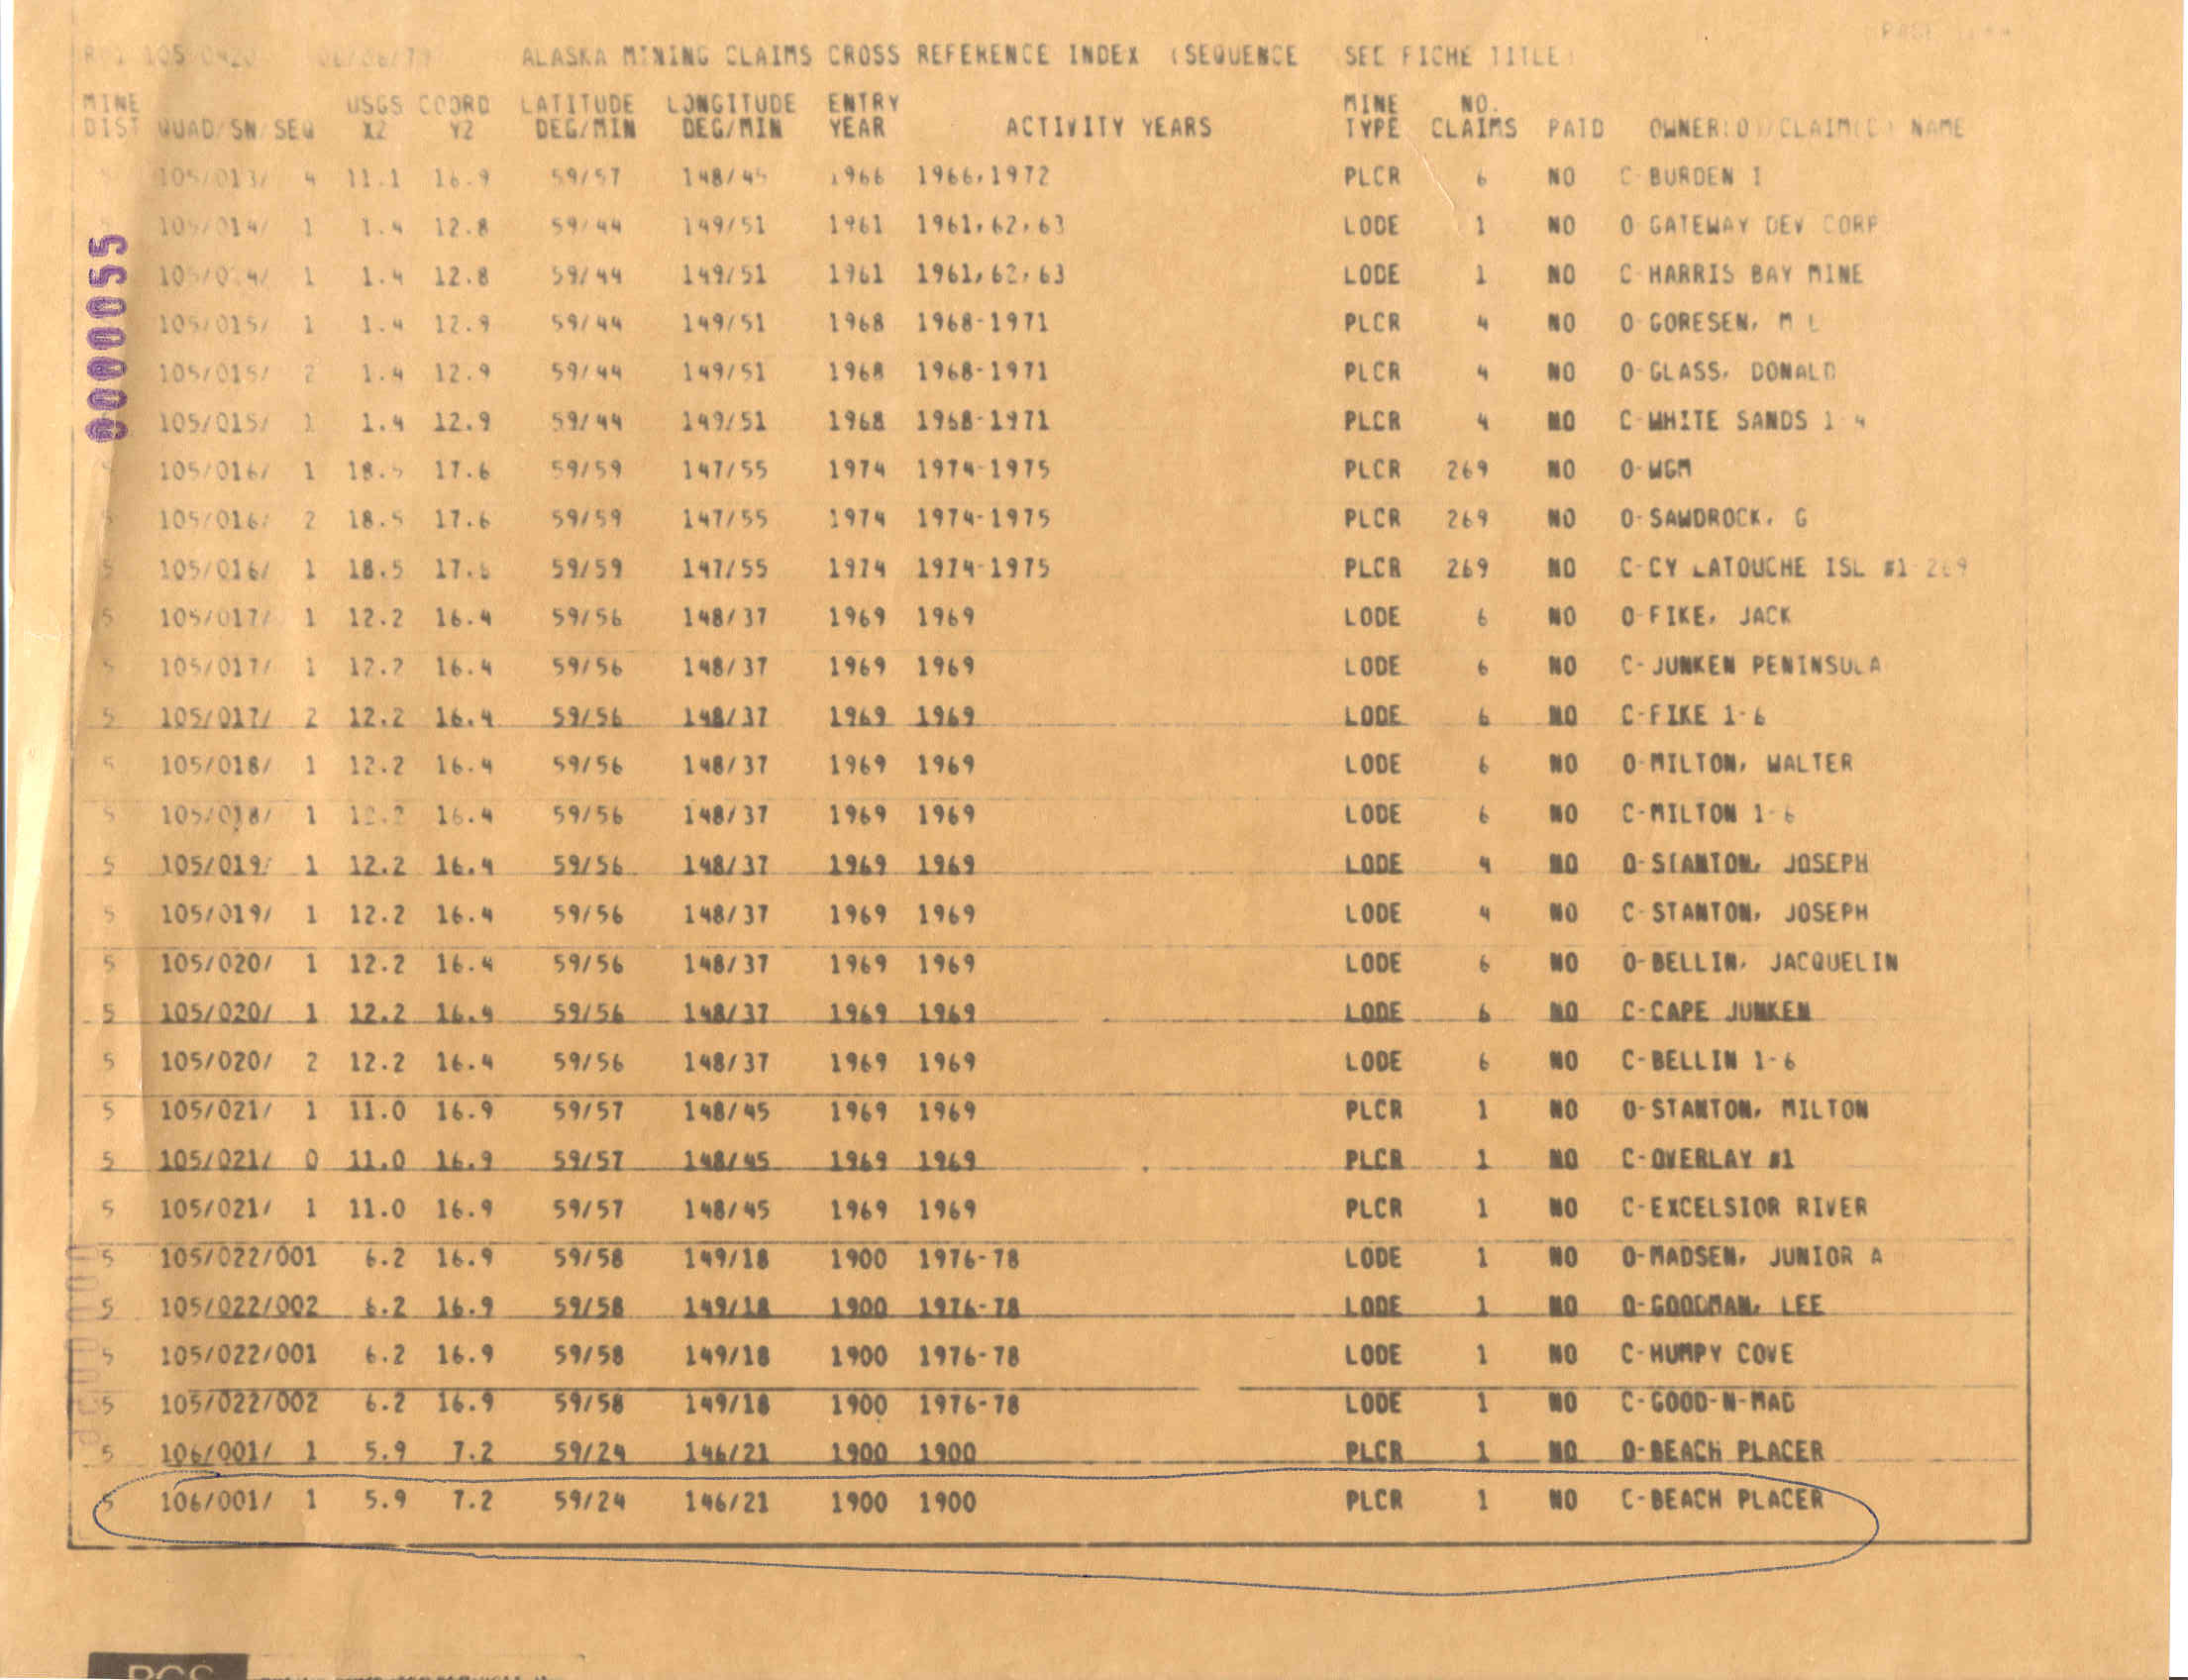 ALASKA MINING CLAIMS CROSS REFERENCE INDEX (SEQUENCE SEE FICHE TITLE)
MINE USGS COORD LATITUDE LONGITUDE ENTRY MINE NO.
DIST QUAD/SN/SEQ X2 Y2 DEG/MIN DEG/MIN YEAR ACTIVITY YEARS TYPE CLAIMS PAID OWNER(O)/CLAIM(C) NAME
105/013/ 4 11.1 16.9 59/57 148/45 1966 1966,1972 PLCR 6 NO C-BURDEN I
105/014/ 1 1.4 12.8 59/44 149/51 1961 1961,62,63 LODE 1 NO O-GATEWAY DEV CORP
105/014/ 1 1.4 12.8 59/44 149/51 1961 1961,62,63 LODE 1 NO C-HARRIS BAY MINE
105/015/ 1 1.4 12.9 59/44 149/51 1968 1968-1971 PLCR 4 NO O-GORESEN, M L
105/015/ 2 1.4 12.9 59/44 149/51 1968 1968-1971 PLCR 4 NO O-GLASS, DONALD
105/015/ 1 1.4 12.9 59/44 149/51 1968 1968-1971 PLCR 4 NO C-WHITE SANDS 1-4
105/016/ 1 18.5 17.6 59/59 147/55 1974 1974-1975 PLCR 269 NO O-WGM
5 105/016/ 2 18.5 17.6 59/59 147/55 1974 1974-1975 PLCR 269 NO O-SAWDROCK, G
5 105/016/ 1 18.5 17.6 59/59 147/55 1974 1974-1975 PLCR 269 NO C-CY LATOUCHE ISL #1-269
5 105/017/ 1 12.2 16.4 59/56 148/37 1969 1969 LODE 6 NO O-FIKE, JACK
5 105/017/ 1 12.2 16.4 59/56 148/37 1969 1969 LODE 6 NO C-JUNKEN PENINSULA
5 105/017/ 2 12.2 16.4 59/56 148/37 1969 1969 LODE 6 NO C-FIKE 1-6
5 105/018/ 1 12.2 16.4 59/56 148/37 1969 1969 LODE 6 NO O-MILTON, WALTER
5 105/018/ 1 12.2 16.4 59/56 148/37 1969 1969 LODE 6 NO C-MILTON 1-6
5 105/019/ 1 12.2 16.4 59/56 148/37 1969 1969 LODE 4 NO O-STANTON, JOSEPH
5 105/019/ 1 12.2 16.4 59/56 148/37 1969 1969 LODE 4 NO C-STANTON, JOSEPH
5 105/020/ 1 12.2 16.4 59/56 148/37 1969 1969 LODE 6 NO O-BELLIN, JACQUELIN
5 105/020/ 1 12.2 16.4 59/56 148/37 1969 1969 LODE 6 NO C-CAPE JUNKEN
5 105/020/ 2 12.2 16.4 59/56 148/37 1969 1969 LODE 6 NO C-BELLIN 1-6
5 105/021/ 1 11.0 16.9 59/57 148/45 1969 1969 PLCR 1 NO O-STANTON, MILTON
5 105/021/ 0 11.0 16.9 59/57 148/45 1969 1969 PLCR 1 NO C-OVERLAY #1
5 105/021/ 1 11.0 16.9 59/57 148/45 1969 1969 PLCR 1 NO C-EXCELSIOR RIVER
5 105/022/001 6.2 16.9 59/58 149/18 1900 1976-78 LODE 1 NO O-MADSEN, JUNIOR A
5 105/022/002 6.2 16.9 59/58 149/18 1900 1976-78 LODE 1 NO O-GOODMAN, LEE
5 105/022/001 6.2 16.9 59/58 149/18 1900 1976-78 LODE 1 NO C-HUMPY COVE
5 105/022/002 6.2 16.9 59/58 149/18 1900 1976-78 LODE 1 NO C-GOOD-N-MAD
5 106/001/ 1 5.9 7.2 59/24 146/21 1900 1900 PLCR 1 NO O-BEACH PLACER
5 106/001/ 1 5.9 7.2 59/24 146/21 1900 1900 PLCR 1 NO C-BEACH PLACER
0000055